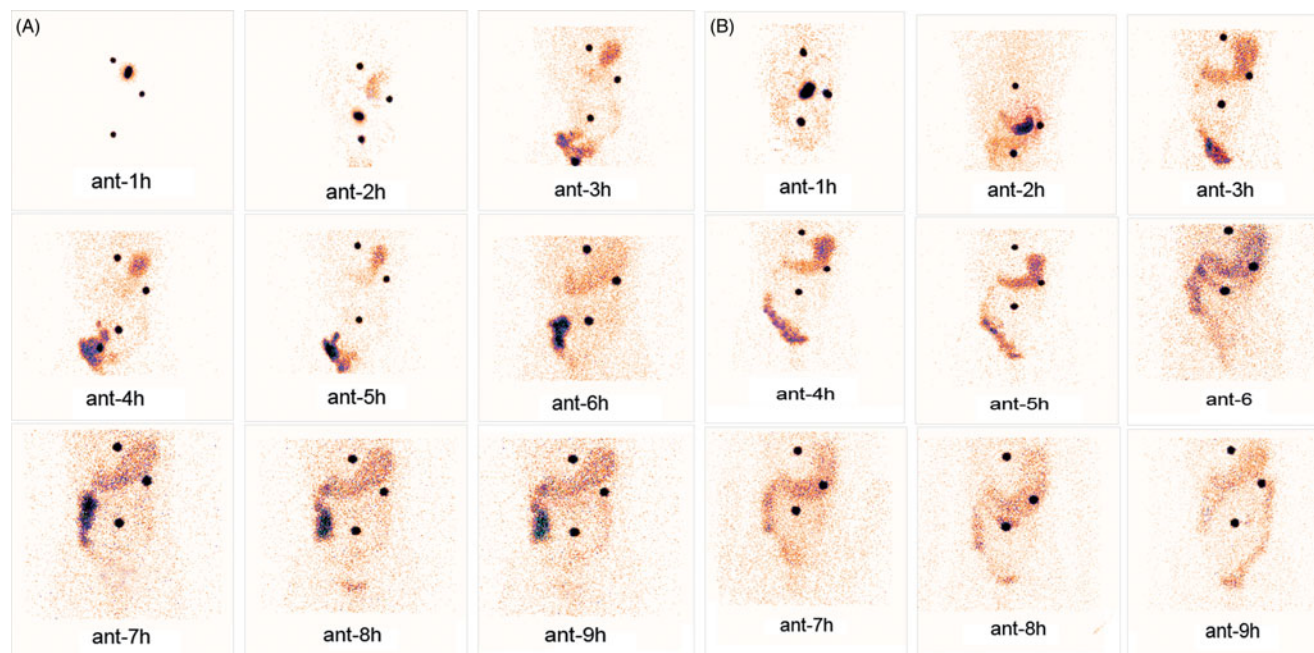 (A)
ant-1h
ant-2h
ant-3h
ant-4h
ant-5h
ant-6h
ant-7h
ant-8h
ant-9h
(B)
ant-1h
ant-2h
ant-3h
ant-4h
ant-5h
ant-6
ant-7h
ant-8h
ant-9h